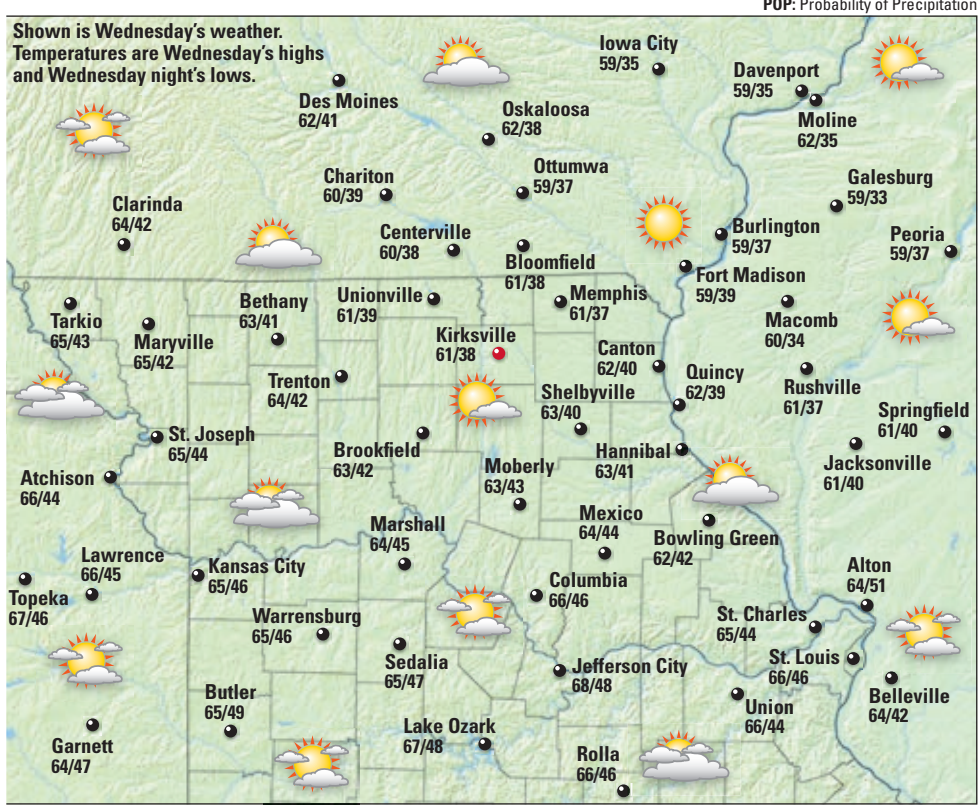 POP: Probability of Precipitation
Shown is Wednesday's weather.
Temperatures are Wednesday's highs
and Wednesday night's lows.
Iowa City
59/35
Davenport
59/35
Moline
62/35
Des Moines
62/41
Oskaloosa
62/38
Ottumwa
59/37
Chariton
60/39
Galesburg
59/33
Clarinda
64/42
Centerville
60/38
Burlington
59/37
Peoria
59/37
Bloomfield
61/38
Fort Madison
59/39
Tarkio
65/43
Maryville
65/42
Bethany
63/41
Unionville
61/39
Memphis
61/37
Macomb
60/34
Kirksville
61/38
Canton
62/40
Quincy
62/39
Rushville
61/37
Trenton
64/42
Shelbyville
63/40
Springfield
61/40
St. Joseph
65/44
Brookfield
63/42
Hannibal
63/41
Jacksonville
61/40
Atchison
66/44
Moberly
63/43
Mexico
64/44
Bowling Green
62/42
Marshall
64/45
Lawrence
66/45
Kansas City
65/46
Columbia
66/46
Alton
64/51
Topeka
67/46
Warrensburg
65/46
St. Charles
65/44
Sedalia
65/47
Jefferson City
68/48
St. Louis
66/46
Belleville
64/42
Butler
65/49
Union
66/44
Garnett
64/47
Lake Ozark
67/48
Rolla
66/46